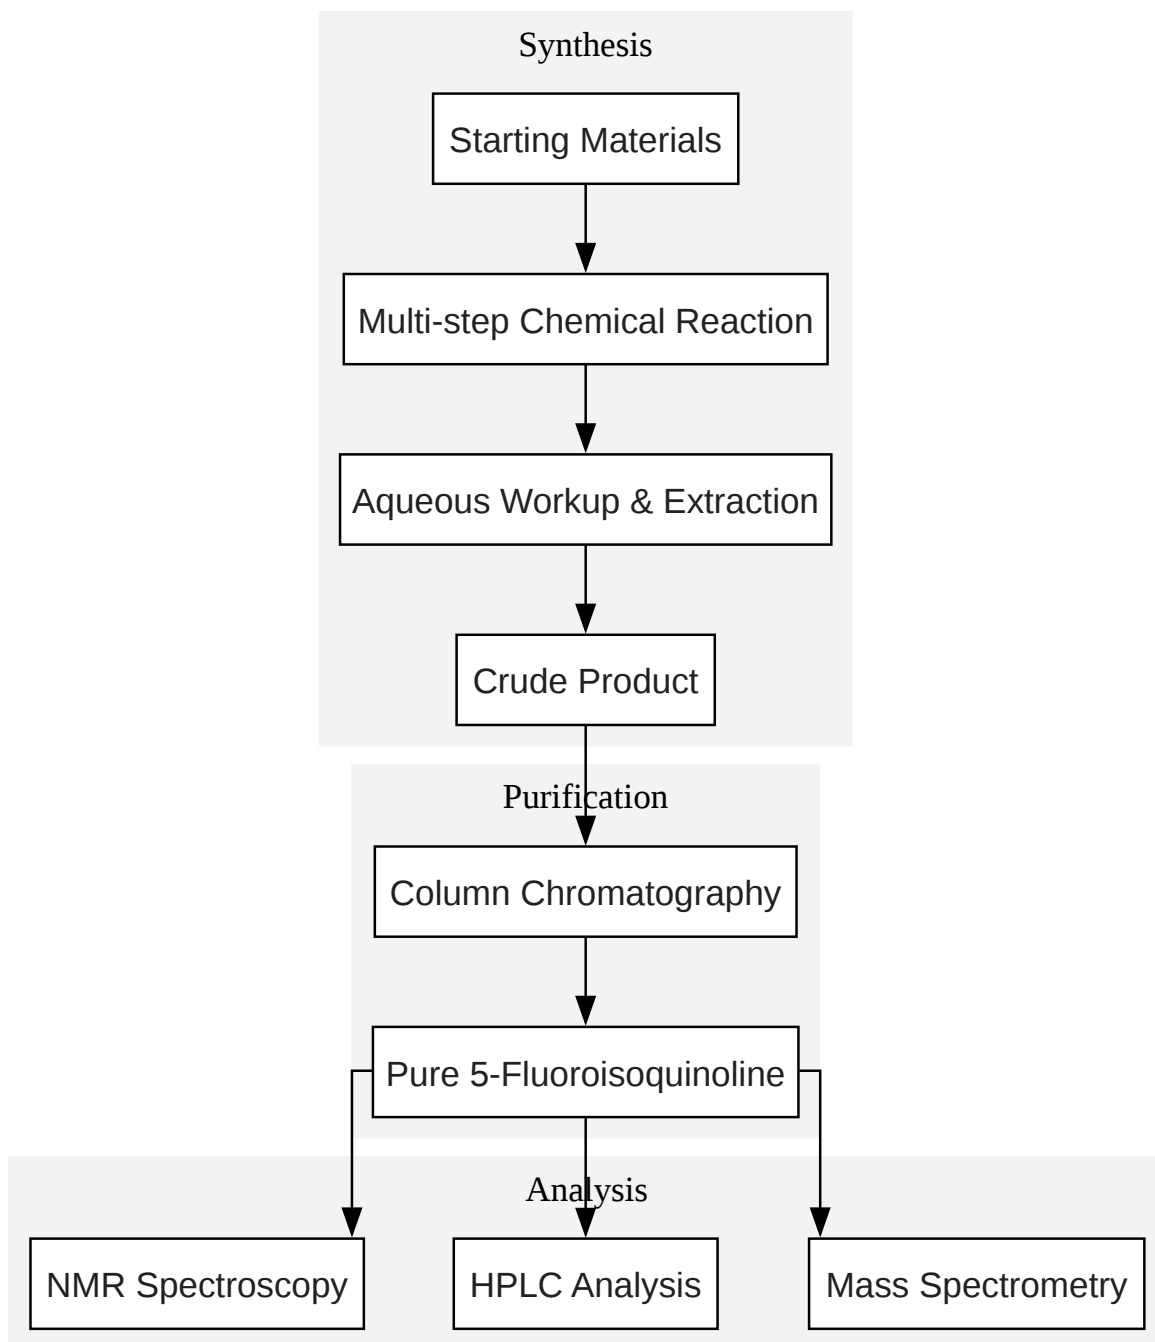 Synthesis
Starting Materials
Multi-step Chemical Reaction
Aqueous Workup & Extraction
Crude Product
Purification
Column Chromatography
Pure 5-Fluoroisoquinoline
Analysis
NMR Spectroscopy
HPLC Analysis
Mass Spectrometry